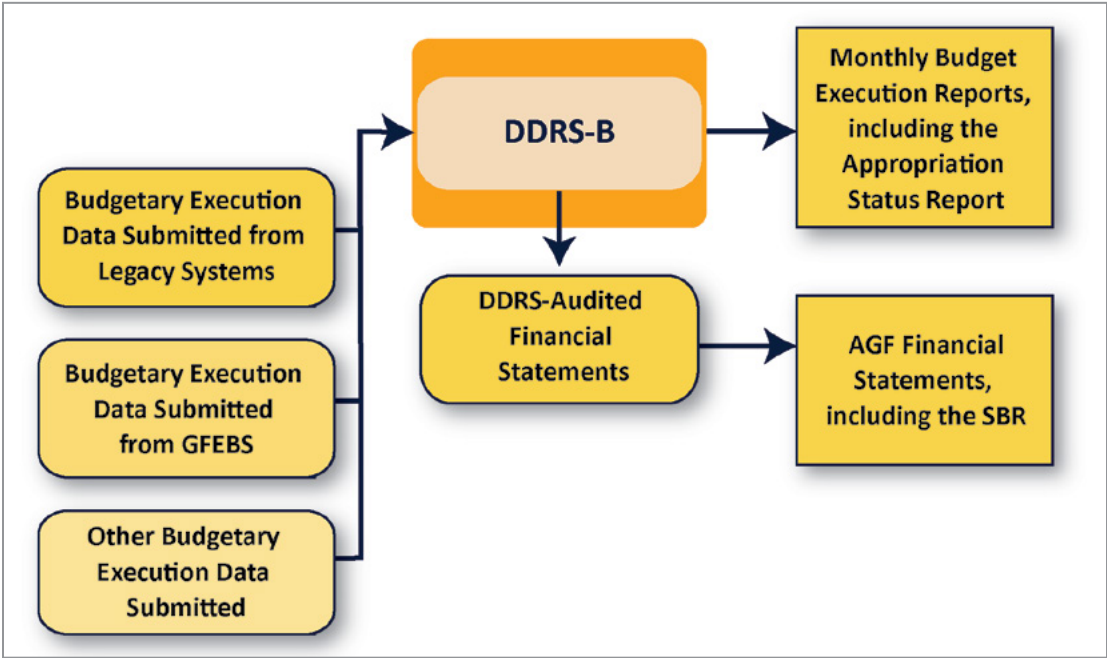 Budgetary Execution
Data Submitted from
Legacy Systems
Budgetary Execution
Data Submitted
from GFEBS
Other Budgetary
Execution Data
Submitted
DDRS-B
DDRS-Audited
Financial
Statements
Monthly Budget
Execution Reports,
including the
Appropriation
Status Report
AGF Financial
Statements,
including the SBR